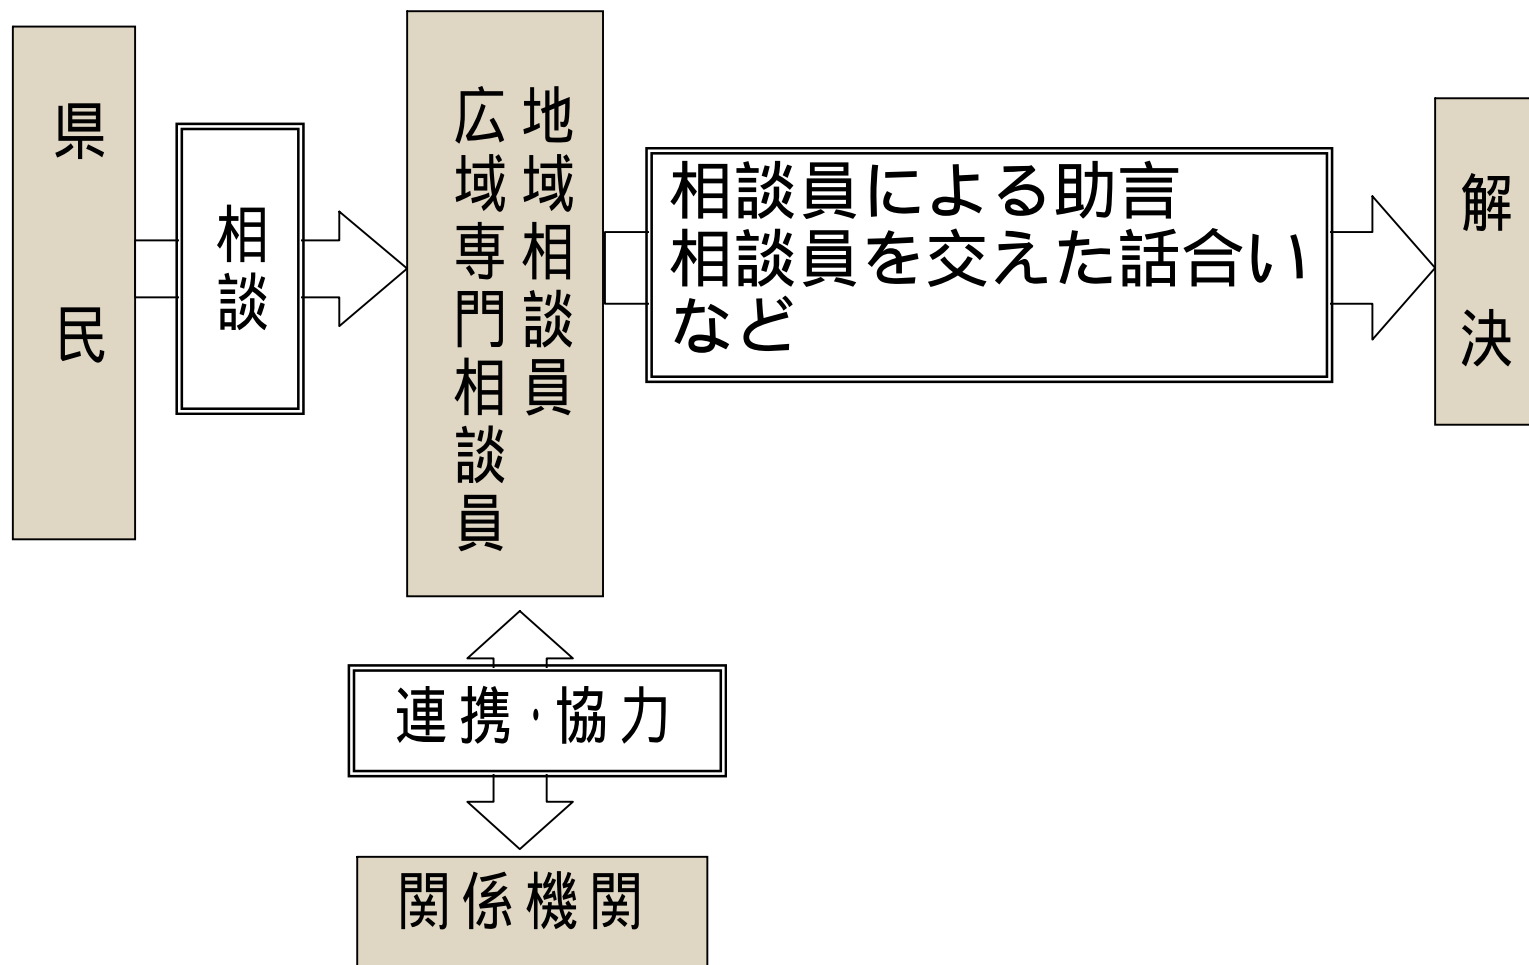 県民
相談
地域相談員
広域専門相談員
相談員による助言
相談員を交えた話合い
など
解決
連携・協力
関係機関